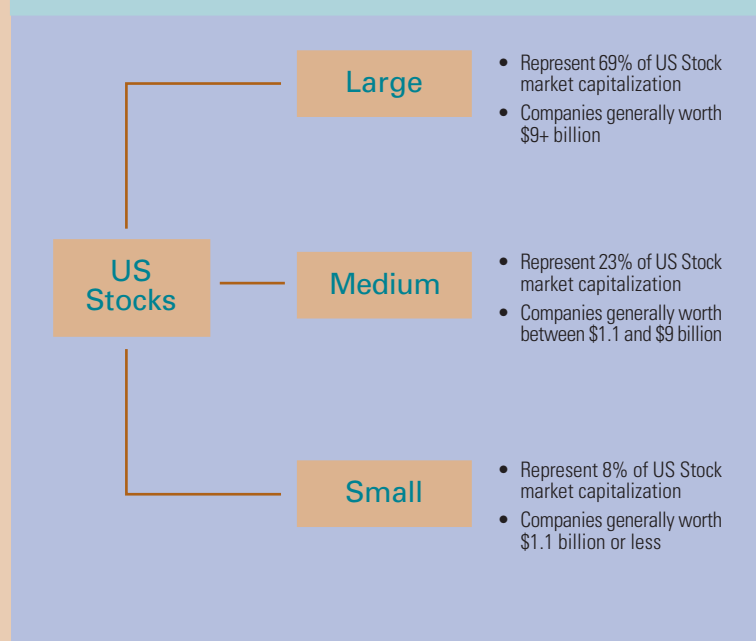 Large
• Represent 69% of US Stock
market capitalization
• Companies generally worth
$9+ billion
US
Stocks
Medium
• Represent 23% of US Stock
market capitalization
• Companies generally worth
between $1.1 and $9 billion
Small
• Represent 8% of US Stock
market capitalization
• Companies generally worth
$1.1 billion or less